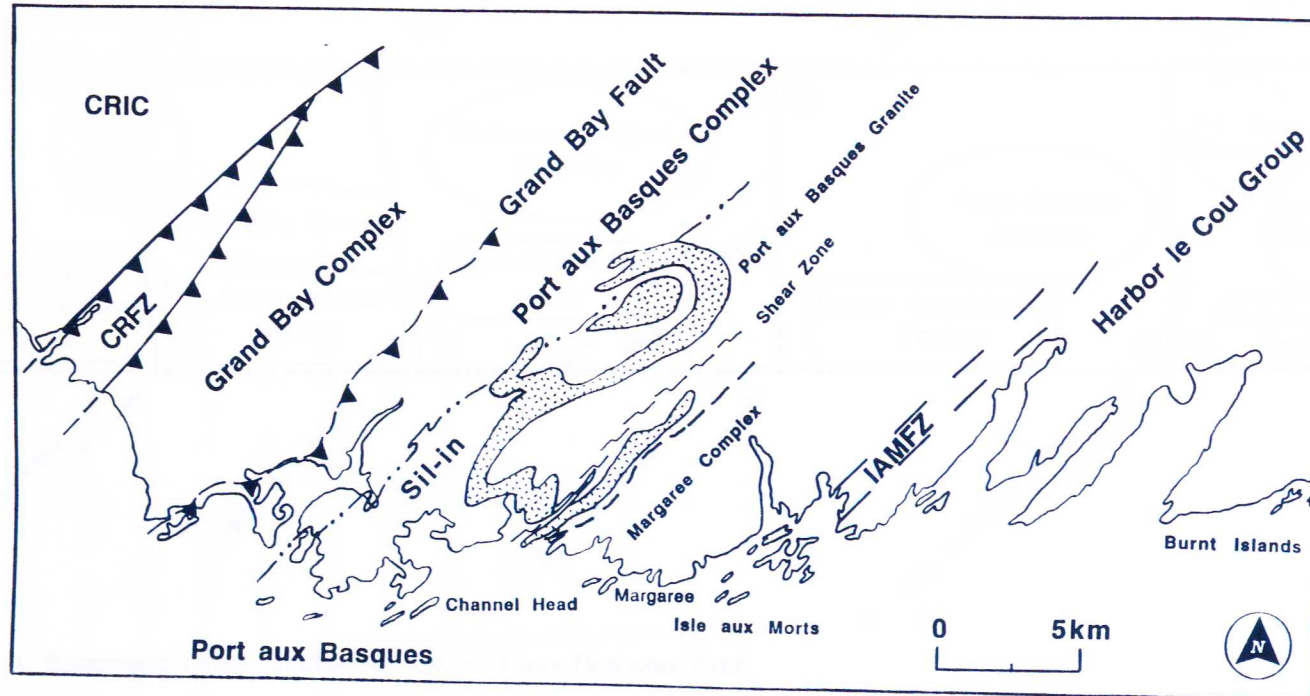 CRIC
CRFZ
Grand Bay Complex
Grand Bay Fault
Port aux Basques Complex
Port aux Basques Granite
Shear Zone
Harbor le Cou Group
Sil-in
Margaree Complex
IAMFZ
Burnt Islands
Channel Head
Margaree
Isle aux Morts
Port aux Basques
0 5km
N